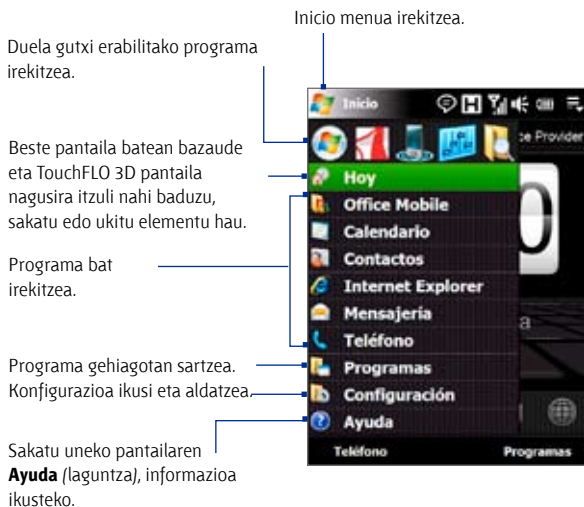 Inicio menua irekitzea.
Duela gutxi erabilitako programa
irekitzea.
Beste pantaila batean bazaude
eta TouchFLO 3D pantaila
nagusira itzuli nahi baduzu,
sakatu edo ukitu elementu hau.
Programa bat
irekitzea.
Programa gehiagotan sartzea.
Konfigurazioa ikusi eta aldatzea.
Sakatu uneko pantailaren
Ayuda (laguntza), informazioa
ikusteko.
Inicio
ce Provider
Hoy
Office Mobile
Calendario
Contactos
Internet Explorer
Mensajería
Teléfono
Programas
Configuración
Ayuda
Teléfono Programas